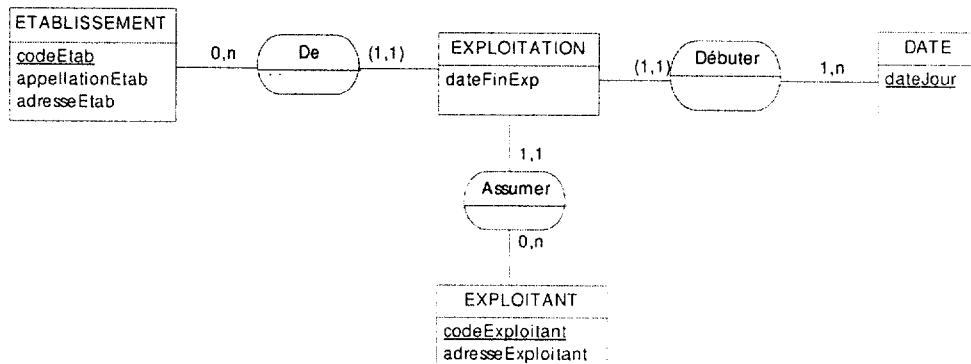 ETABLISSEMENT
codeEtab
appellationEtab
adresseEtab
0,n
De
(1,1)
EXPLOITATION
dateFinExp
(1,1)
Débuter
1,n
DATE
dateJour
1,1
Assumer
0,n
EXPLOITANT
codeExploitant
adresseExploitant